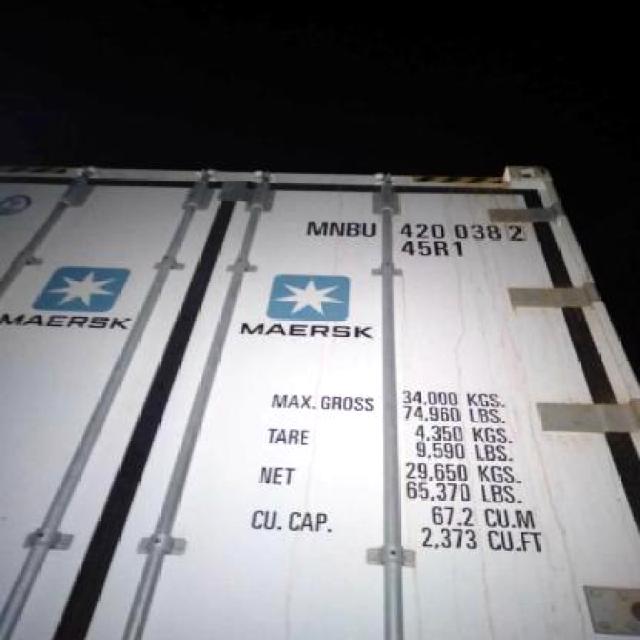 MNBU 420 038 2
45R1
MAERSK
MAERSK
MAX. GROSS 34.000 KGS.
74,960 LBS.
TARE 4,350 KGS.
9,590 LBS.
NET 29,650 KGS.
65,370 LBS.
CU. CAP. 67.2 CU.M
2,373 CU.FT